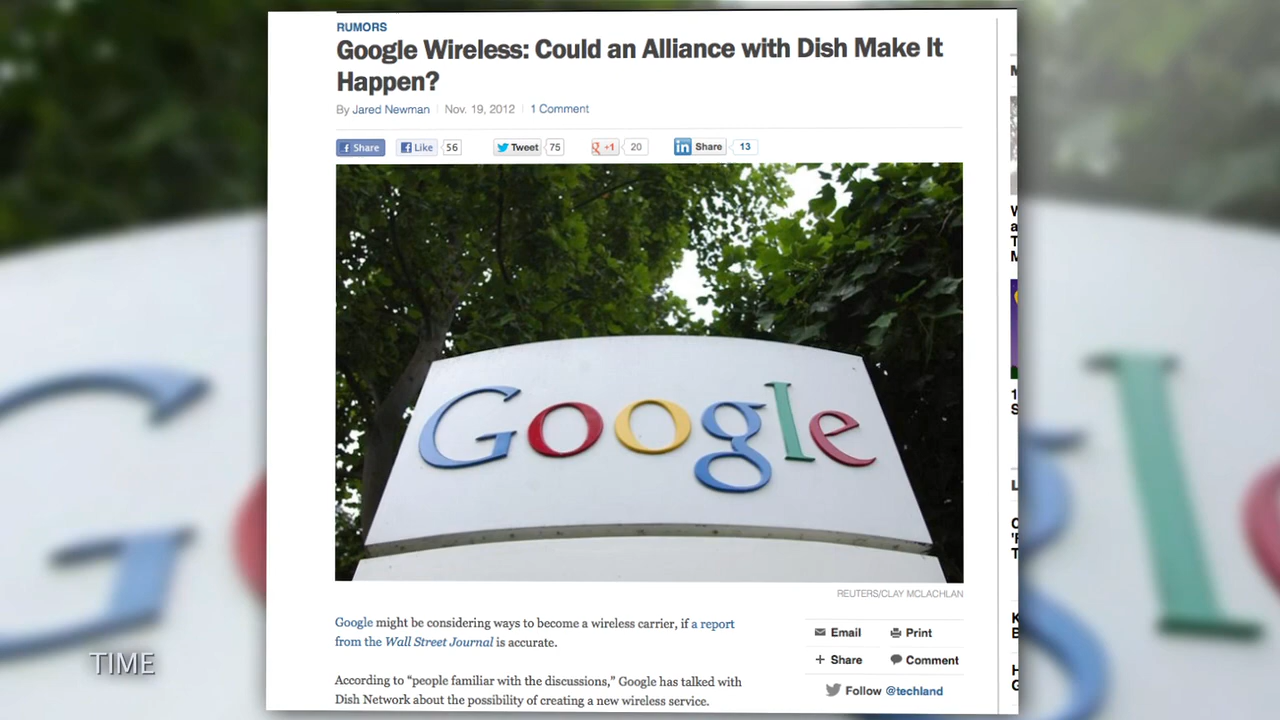 RUMORS
Google Wireless: Could an Alliance with Dish Make It
Happen?
By Jared Newman | Nov. 19, 2012 | 1 Comment
Share Like 56 Tweet 75 +1 20 in Share 13
Google
REUTERS/CLAY MCLACHLAN
Google might be considering ways to become a wireless carrier, if a report
from the Wall Street Journal is accurate.
Email Print
+ Share Comment
Follow @techland
According to “people familiar with the discussions,” Google has talked with
Dish Network about the possibility of creating a new wireless service.
TIME